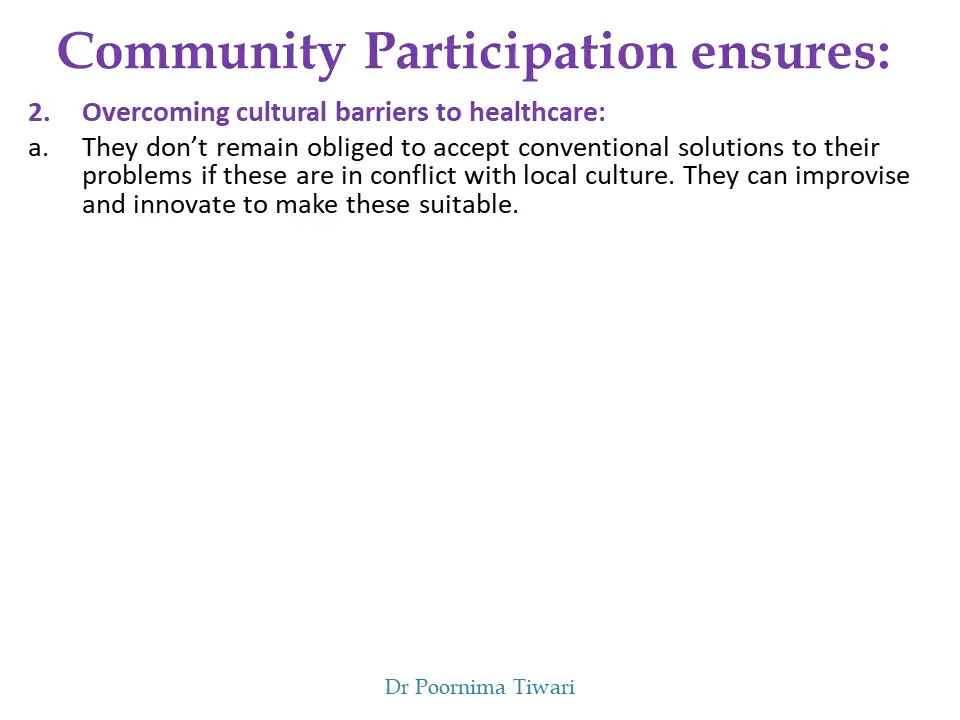 Community Participation ensures:
2. Overcoming cultural barriers to healthcare:
a. They don’t remain obliged to accept conventional solutions to their
problems if these are in conflict with local culture. They can improvise
and innovate to make these suitable.
Dr Poornima Tiwari